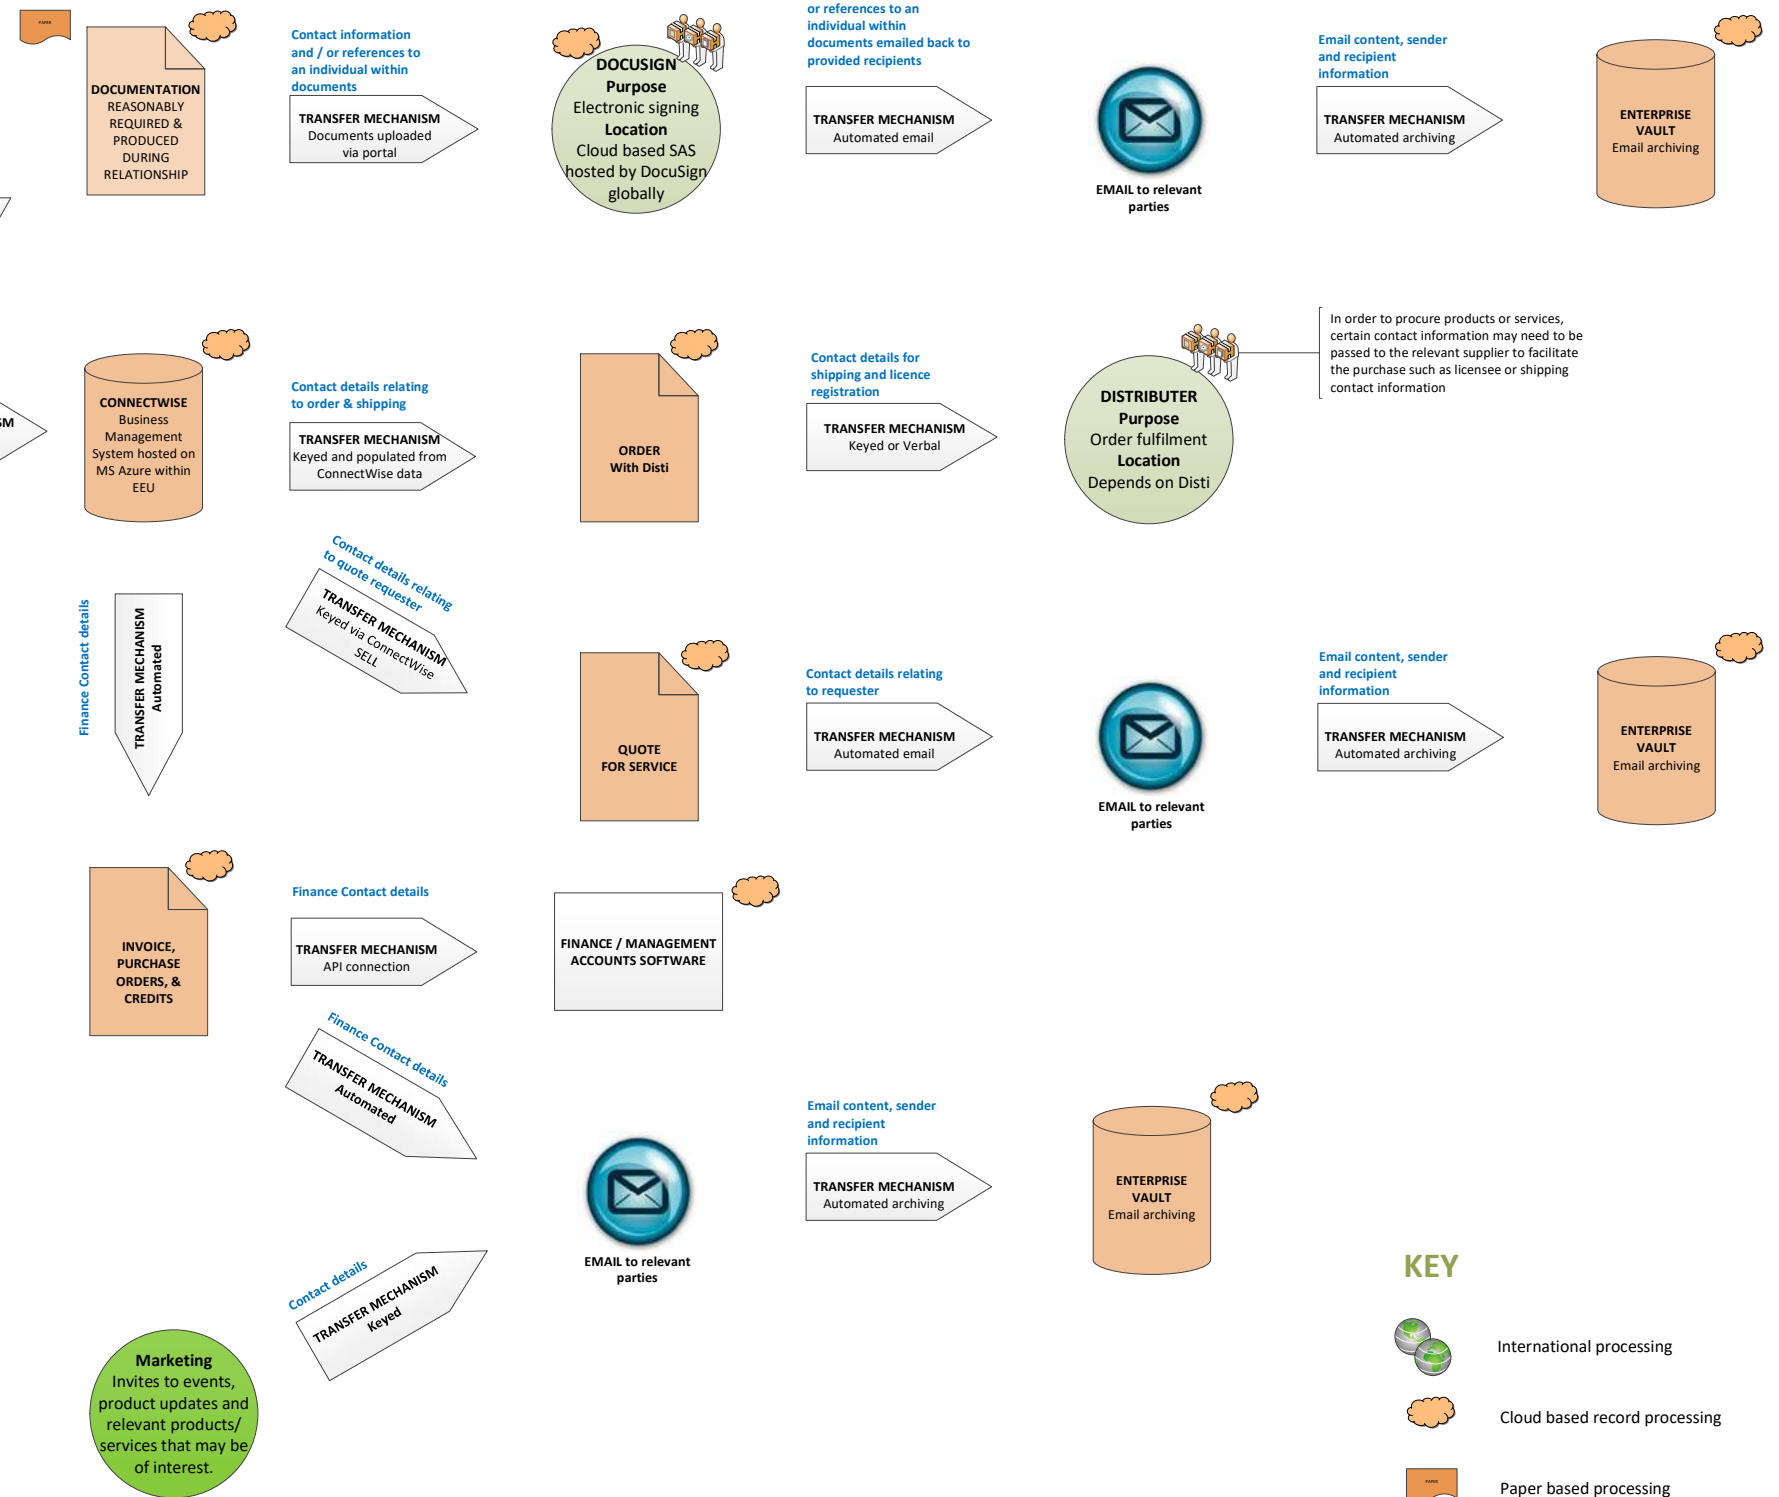 PAPER
DOCUMENTATION
REASONABLY
REQUIRED &
PRODUCED
DURING
RELATIONSHIP
Contact information
and / or references to
an individual within
documents
TRANSFER MECHANISM
Documents uploaded
via portal
DOCUSIGN
Purpose
Electronic signing
Location
Cloud based SAS
hosted by DocuSign
globally
or references to an
individual within
documents emailed back to
provided recipients
TRANSFER MECHANISM
Automated email
EMAIL to relevant
parties
Email content, sender
and recipient
information
TRANSFER MECHANISM
Automated archiving
ENTERPRISE
VAULT
Email archiving
SM
CONNECTWISE
Business
Management
System hosted on
MS Azure within
EEU
Contact details relating
to order & shipping
TRANSFER MECHANISM
Keyed and populated from
ConnectWise data
ORDER
With Disti
Contact details for
shipping and licence
registration
TRANSFER MECHANISM
Keyed or Verbal
DISTRIBUTER
Purpose
Order fulfilment
Location
Depends on Disti
In order to procure products or services,
certain contact information may need to be
passed to the relevant supplier to facilitate
the purchase such as licensee or shipping
contact information
Finance Contact details
TRANSFER MECHANISM
Automated
Contact details relating
to quote requester
TRANSFER MECHANISM
Keyed via ConnectWise
SELL
QUOTE
FOR SERVICE
Contact details relating
to requester
TRANSFER MECHANISM
Automated email
EMAIL to relevant
parties
Email content, sender
and recipient
information
TRANSFER MECHANISM
Automated archiving
ENTERPRISE
VAULT
Email archiving
INVOICE,
PURCHASE
ORDERS, &
CREDITS
Finance Contact details
TRANSFER MECHANISM
API connection
FINANCE / MANAGEMENT
ACCOUNTS SOFTWARE
Finance Contact details
TRANSFER MECHANISM
Automated
EMAIL to relevant
parties
Email content, sender
and recipient
information
TRANSFER MECHANISM
Automated archiving
ENTERPRISE
VAULT
Email archiving
Contact details
TRANSFER MECHANISM
Keyed
Marketing
Invites to events,
product updates and
relevant products/
services that may be
of interest.
KEY
International processing
Cloud based record processing
PAPER
Paper based processing